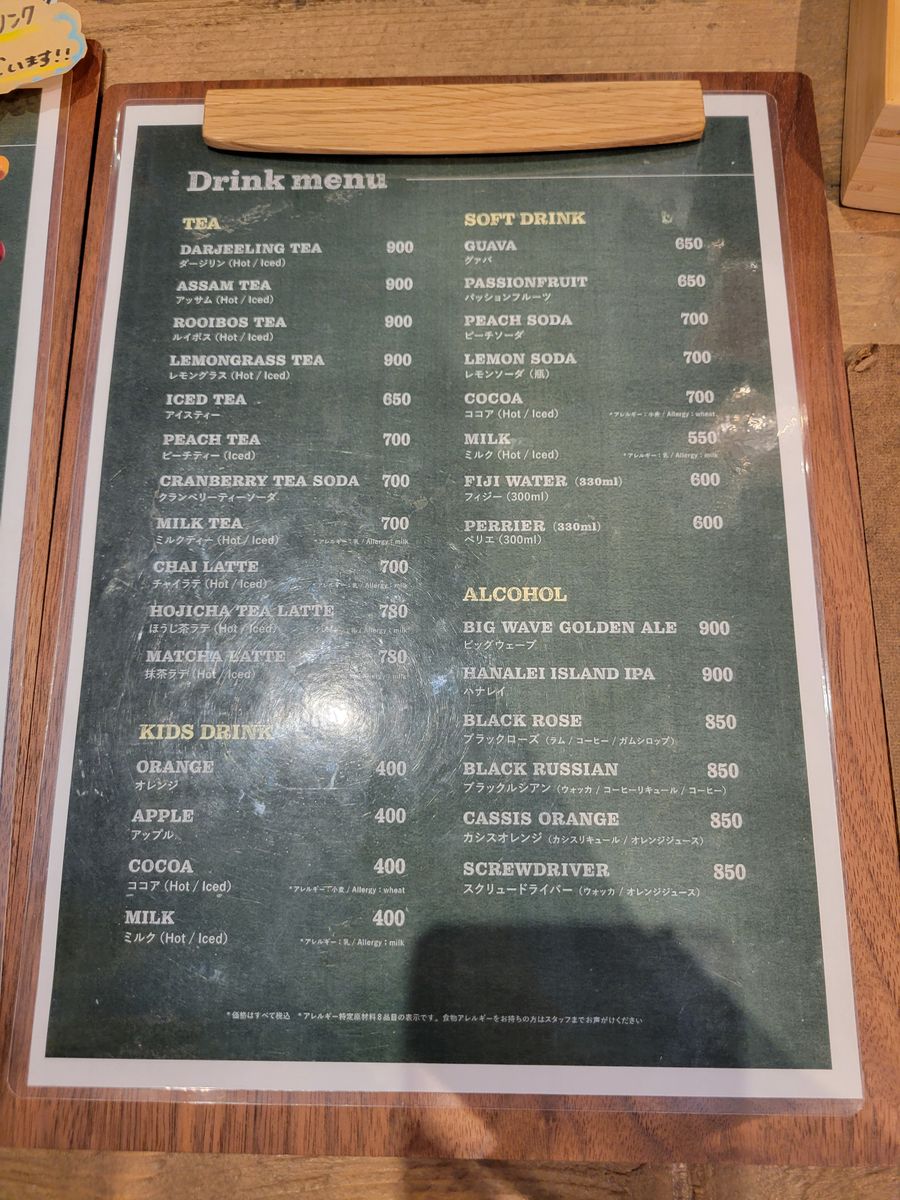 リンク
 います!!
Drink menu
TEA
DARJEELING TEA 900
ダージリン (Hot / Iced)
ASSAM TEA 900
アッサム (Hot / Iced)
ROOIBOS TEA 900
ルイボス (Hot / Iced)
LEMONGRASS TEA 900
レモングラス (Hot / Iced)
ICED TEA 650
アイスティー
PEACH TEA 700
ピーチティー (Iced)
CRANBERRY TEA SODA 700
クランベリーティーソーダ
MILK TEA 700
ミルクティー (Hot / Iced) *アレルギー：乳 / Allergy：milk
CHAI LATTE 700
チャイラテ (Hot / Iced) *アレルギー：乳 / Allergy：milk
HOJICHA TEA LATTE 780
ほうじ茶ラテ (Hot / Iced) *アレルギー：乳 / Allergy：milk
MATCHA LATTE 780
抹茶ラテ (Hot / Iced) milk
KIDS DRINK
ORANGE 400
オレンジ
APPLE 400
アップル
COCOA 400
ココア (Hot / Iced) *アレルギー：小麦 / Allergy：wheat
MILK 400
ミルク (Hot / Iced) *アレルギー：乳 / Allergy：milk
SOFT DRINK
GUAVA 650
グァバ
PASSIONFRUIT 650
パッションフルーツ
PEACH SODA 700
ピーチソーダ
LEMON SODA 700
レモンソーダ (瓶)
COCOA 700
ココア (Hot / Iced) *アレルギー：小麦 / Allergy：wheat
MILK 550
ミルク (Hot / Iced) *アレルギー：乳 / Allergy：milk
FIJI WATER (330ml) 600
フィジー (300ml)
PERRIER (330ml) 600
ペリエ (300ml)
ALCOHOL
BIG WAVE GOLDEN ALE 900
ビッグウェーブ
HANALEI ISLAND IPA 900
ハナレイ
BLACK ROSE 850
ブラックローズ (ラム / コーヒー / ガムシロップ)
BLACK RUSSIAN 850
ブラックルシアン (ウォッカ / コーヒーリキュール / コーヒー)
CASSIS ORANGE 850
カシスオレンジ (カシスリキュール / オレンジジュース)
SCREWDRIVER 850
スクリュードライバー (ウォッカ / オレンジジュース)
*価格はすべて税込 *アレルギー特定原材料8品目の表示です。食物アレルギーをお持ちの方はスタッフまでお声がけください